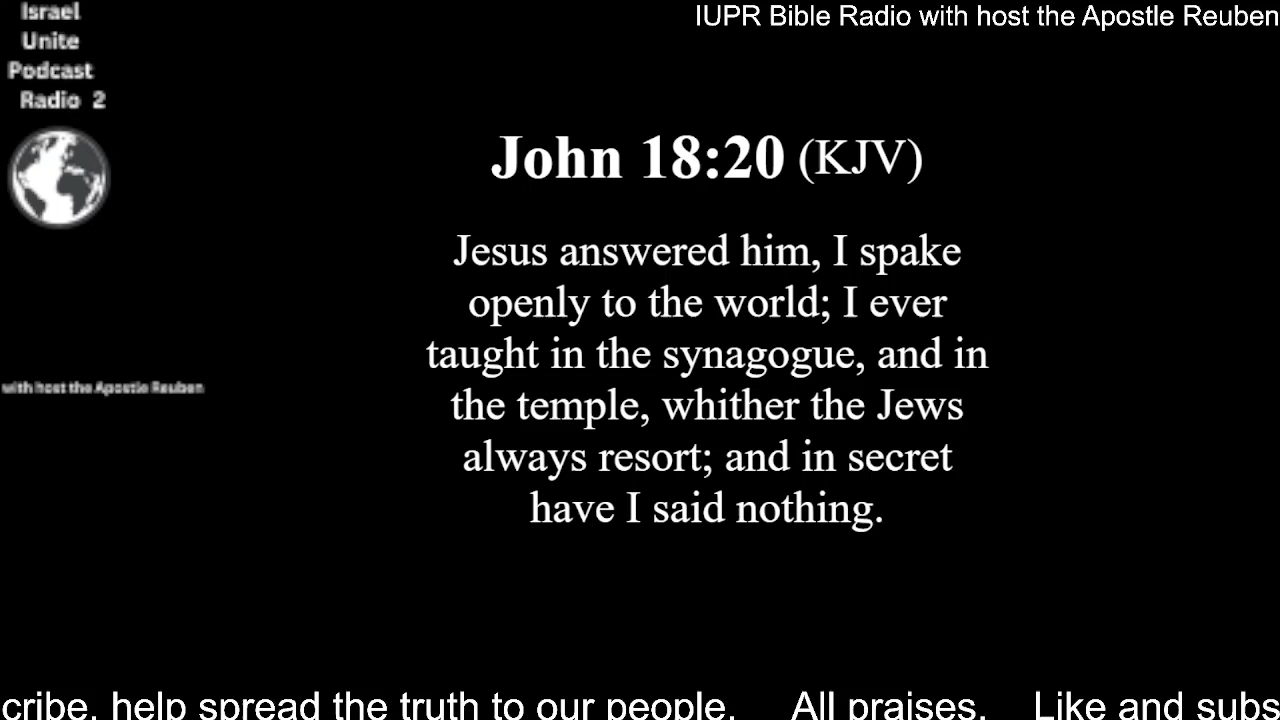 Israel
Unite
Podcast
Radio 2
IUPR Bible Radio with host the Apostle Reuben
John 18:20 (KJV)
Jesus answered him, I spake
openly to the world; I ever
taught in the synagogue, and in
the temple, whither the Jews
always resort; and in secret
have I said nothing.
with host the Apostle Reuben
cribe, help spread the truth to our people. All praises. Like and subs